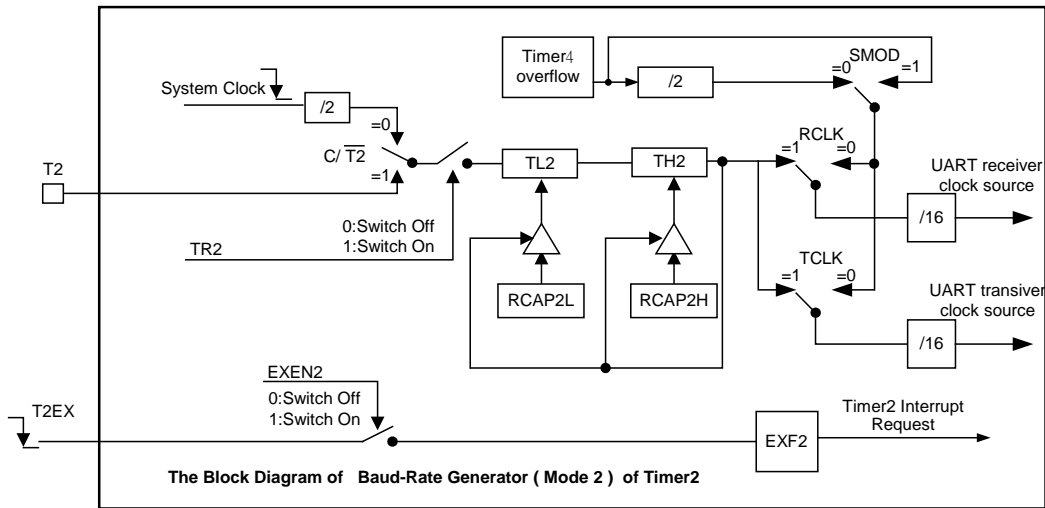 Timer4
overflow
/2
SMOD
=0
=1
System Clock
/2
=0
C/ T2
=1
T2
TL2
TH2
RCLK
=1
=0
UART receiver
clock source
/16
0:Switch Off
1:Switch On
TR2
RCAP2L
RCAP2H
TCLK
=1
=0
UART transiver
clock source
/16
EXEN2
0:Switch Off
1:Switch On
T2EX
EXF2
Timer2 Interrupt
Request
The Block Diagram of Baud-Rate Generator ( Mode 2 ) of Timer2